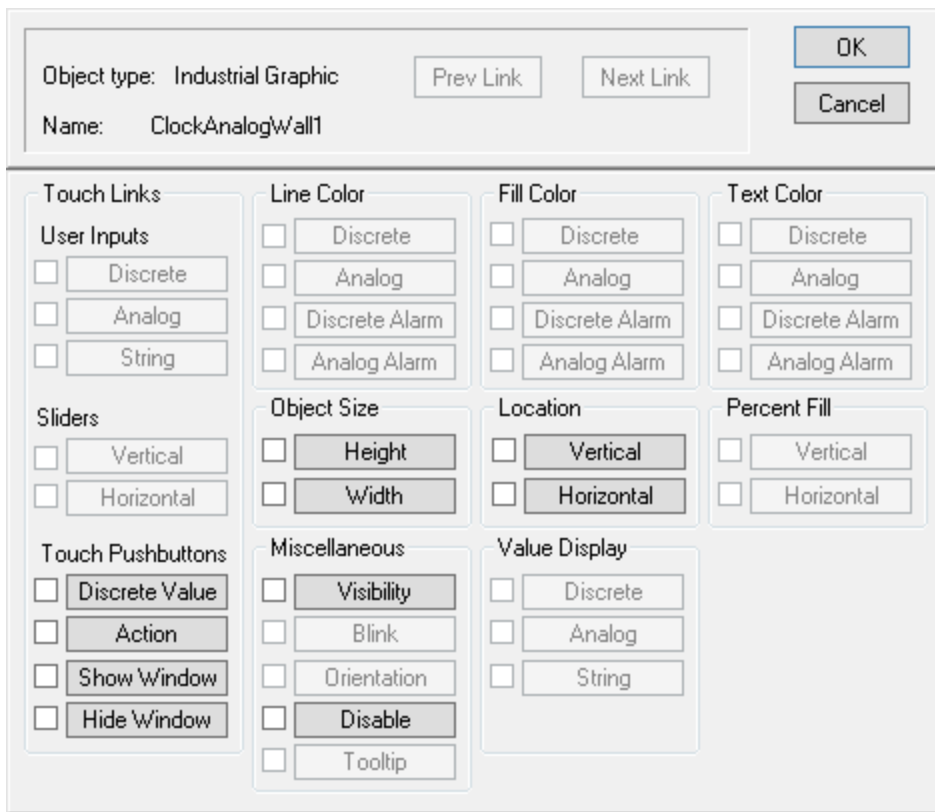 Object type: Industrial Graphic
Prev Link
Next Link
OK
Name: ClockAnalogWall1
Cancel
Touch Links
User Inputs
Discrete
Analog
String
Sliders
Vertical
Horizontal
Touch Pushbuttons
Discrete Value
Action
Show Window
Hide Window
Line Color
Discrete
Analog
Discrete Alarm
Analog Alarm
Object Size
Height
Width
Miscellaneous
Visibility
Blink
Orientation
Disable
Tooltip
Fill Color
Discrete
Analog
Discrete Alarm
Analog Alarm
Location
Vertical
Horizontal
Value Display
Discrete
Analog
String
Text Color
Discrete
Analog
Discrete Alarm
Analog Alarm
Percent Fill
Vertical
Horizontal